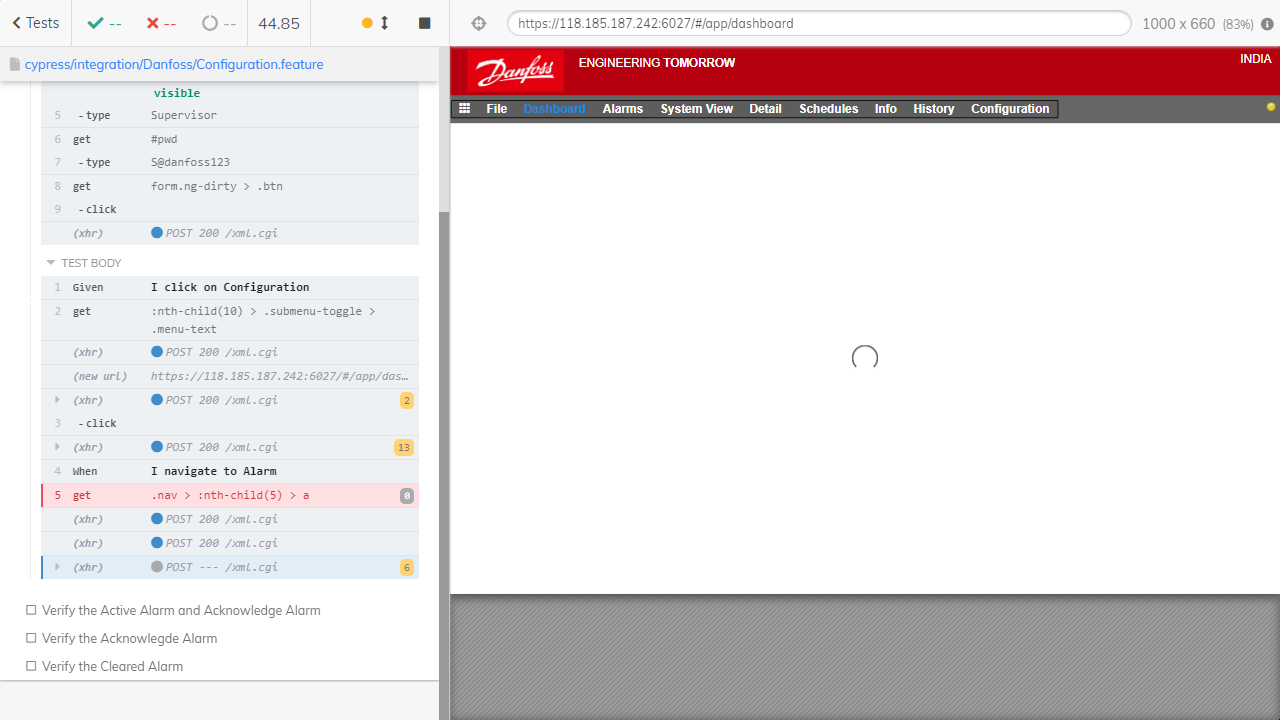 Tests
--
--
--
44.85
https://118.185.187.242:6027/#/app/dashboard
1000 x 660 (83%)
cypress/integration/Danfoss/Configuration.feature
visible
5 - type Supervisor
6 get #pwd
7 - type S@danfoss123
8 get form.ng-dirty > .btn
9 - click
(xhr) POST 200 /xml.cgi
TEST BODY
1 Given I click on Configuration
2 get :nth-child(10) > .submenu-toggle >
.menu-text
(xhr) POST 200 /xml.cgi
(new url) https://118.185.187.242:6027/#/app/das…
(xhr) POST 200 /xml.cgi 2
3 - click
(xhr) POST 200 /xml.cgi 13
4 When I navigate to Alarm
5 get .nav > :nth-child(5) > a 0
(xhr) POST 200 /xml.cgi
(xhr) POST 200 /xml.cgi
(xhr) POST --- /xml.cgi 6
Verify the Active Alarm and Acknowledge Alarm
Verify the Acknowlegde Alarm
Verify the Cleared Alarm
Danfoss
ENGINEERING TOMORROW
INDIA
File Dashboard Alarms System View Detail Schedules Info History Configuration